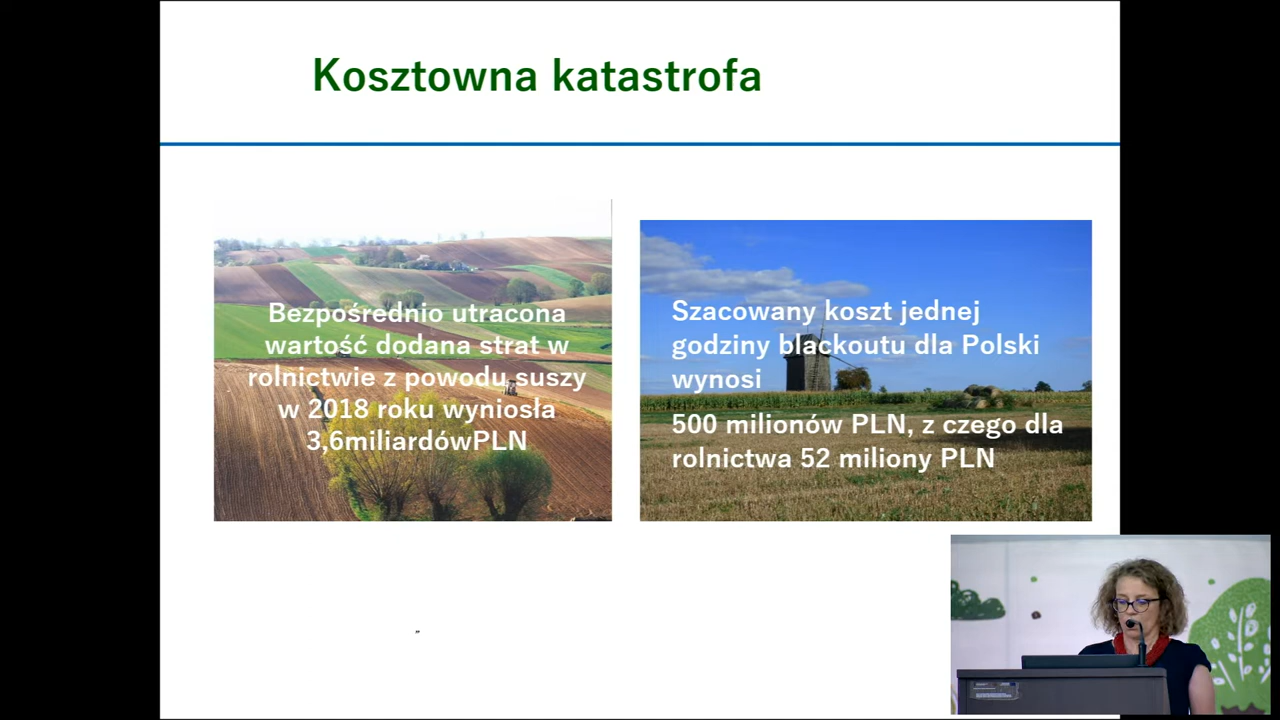 Kosztowna katastrofa
Bezpośrednio utracona
wartość dodana strat w
rolnictwie z powodu suszy
w 2018 roku wyniosła
3,6miliardówPLN
Szacowany koszt jednej
godziny blackoutu dla Polski
wynosi
500 milionów PLN, z czego dla
rolnictwa 52 miliony PLN
„